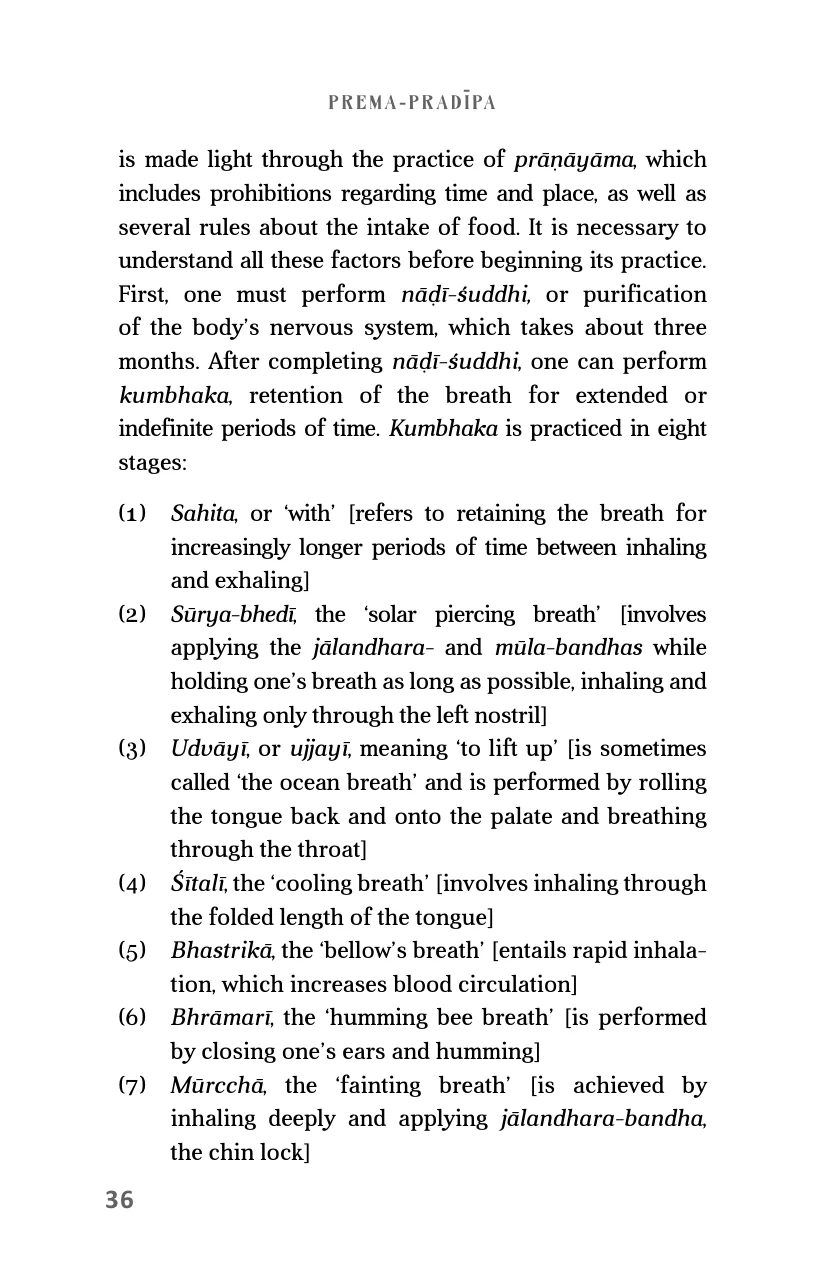 PREMA-PRADĪPA
is made light through the practice of prāṇāyāma, which
includes prohibitions regarding time and place, as well as
several rules about the intake of food. It is necessary to
understand all these factors before beginning its practice.
First, one must perform nāḍī-śuddhi, or purification
of the body’s nervous system, which takes about three
months. After completing nāḍī-śuddhi, one can perform
kumbhaka, retention of the breath for extended or
indefinite periods of time. Kumbhaka is practiced in eight
stages:
(1) Sahita, or ‘with’ [refers to retaining the breath for
increasingly longer periods of time between inhaling
and exhaling]
(2) Sūrya-bhedī, the ‘solar piercing breath’ [involves
applying the jālandhara- and mūla-bandhas while
holding one’s breath as long as possible, inhaling and
exhaling only through the left nostril]
(3) Udvāyī, or ujjayī, meaning ‘to lift up’ [is sometimes
called ‘the ocean breath’ and is performed by rolling
the tongue back and onto the palate and breathing
through the throat]
(4) Śītalī, the ‘cooling breath’ [involves inhaling through
the folded length of the tongue]
(5) Bhastrikā, the ‘bellow’s breath’ [entails rapid inhala-
tion, which increases blood circulation]
(6) Bhrāmarī, the ‘humming bee breath’ [is performed
by closing one’s ears and humming]
(7) Mūrcchā, the ‘fainting breath’ [is achieved by
inhaling deeply and applying jālandhara-bandha,
the chin lock]
36